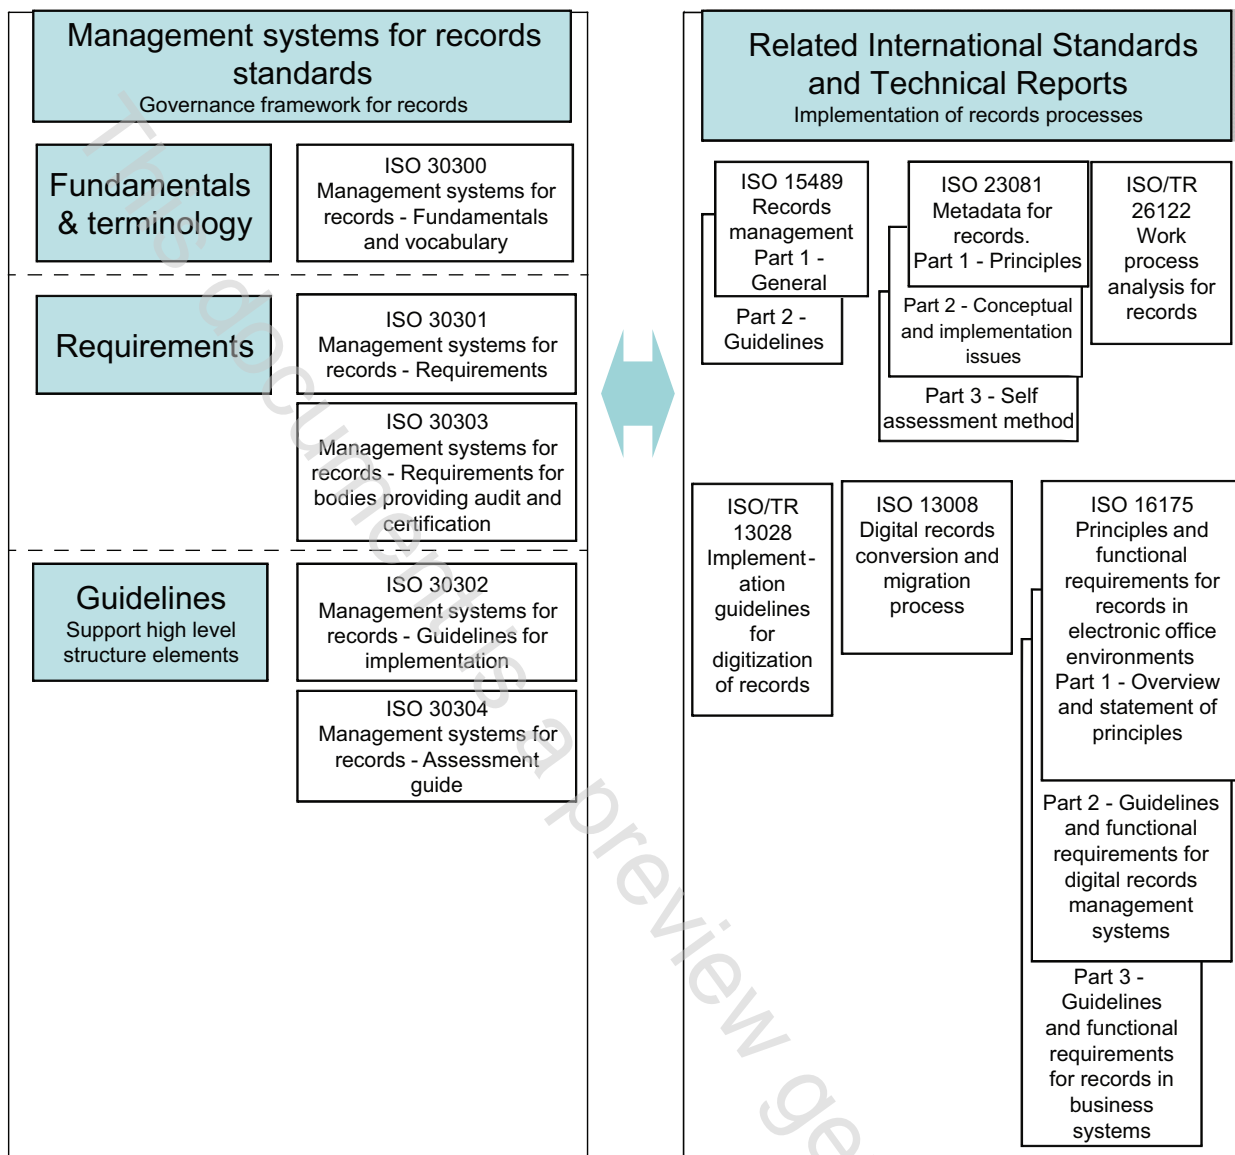 Management systems for records
standards
Governance framework for records
Fundamentals
& terminology
ISO 30300
Management systems for
records - Fundamentals
and vocabulary
Requirements
ISO 30301
Management systems for
records - Requirements
ISO 30303
Management systems for
records - Requirements for
bodies providing audit and
certification
Guidelines
Support high level
structure elements
ISO 30302
Management systems for
records - Guidelines for
implementation
ISO 30304
Management systems for
records - Assessment
guide
Related International Standards
and Technical Reports
Implementation of records processes
ISO 15489
Records
management
Part 1 -
General
Part 2 -
Guidelines
ISO 23081
Metadata for
records.
Part 1 - Principles
Part 2 - Conceptual
and implementation
issues
Part 3 - Self
assessment method
ISO/TR
26122
Work
process
analysis for
records
ISO/TR
13028
Implement-
ation
guidelines
for
digitization
of records
ISO 13008
Digital records
conversion and
migration
process
ISO 16175
Principles and
functional
requirements for
records in
electronic office
environments
Part 1 - Overview
and statement of
principles
Part 2 - Guidelines
and functional
requirements for
digital records
management
systems
Part 3 -
Guidelines
and functional
requirements
for records in
business
systems
This document is a preview ge